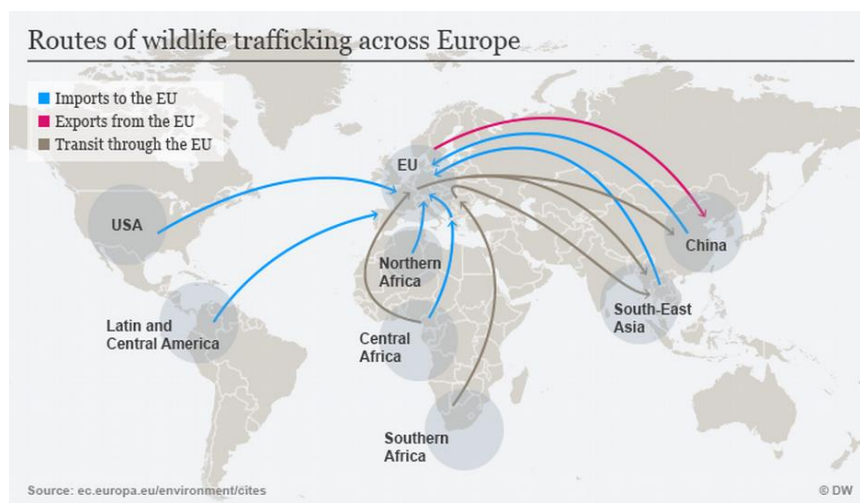 Routes of wildlife trafficking across Europe
Imports to the EU
Exports from the EU
Transit through the EU
EU
USA
China
Northern
Africa
South-East
Asia
Latin and
Central America
Central
Africa
Southern
Africa
Source: ec.europa.eu/environment/cites
© DW